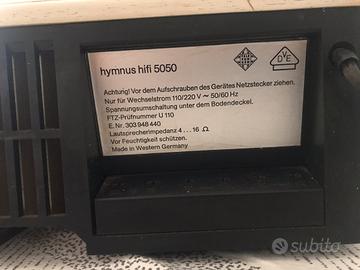 hymnus hifi 5050
Achtung! Vor dem Aufschrauben des Gerätes Netzstecker ziehen.
Nur für Wechselstrom 110/220 V ~ 50/60 Hz
Spannungsumschaltung unter dem Bodendeckel.
FTZ-Prüfnummer U 110
E. Nr. 303 948 440
Lautsprecherimpedanz 4 ... 16 Ω
Vor Feuchtigkeit schützen.
Made in Western Germany
VDE
subito